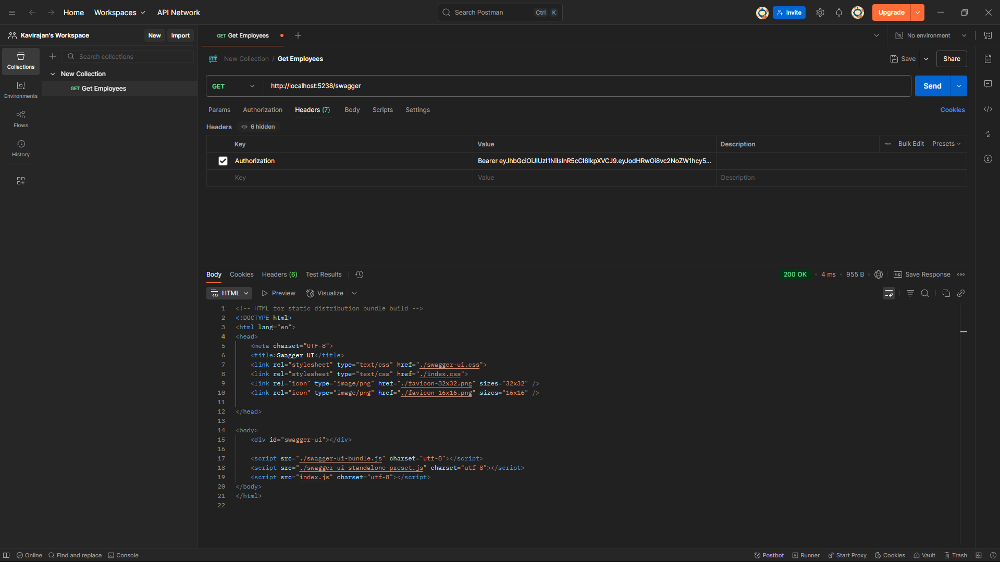 Home Workspaces API Network Search Postman Ctrl K Invite Upgrade
Kavirajan's Workspace New Import GET Get Employees No environment
Collections
Environments
Flows
History
Search collections
New Collection
GET Get Employees
HTTP New Collection / Get Employees Save Share
GET http://localhost:5238/swagger Send
Params Authorization Headers (7) Body Scripts Settings Cookies
Headers 6 hidden
Key Value Description Bulk Edit Presets
Authorization Bearer eyJhbGciOiJIUzI1NiIsInR5cCI6IkpXVCJ9.eyJodHRwOi8vc2NoZW1hcy5...
Key Value Description
Body Cookies Headers (6) Test Results 200 OK 4 ms 955 B e.g. Save Response
HTML Preview Visualize
1 <!-- HTML for static distribution bundle build -->
2 <!DOCTYPE html>
3 <html lang="en">
4 <head>
5 <meta charset="UTF-8">
6 <title>Swagger UI</title>
7 <link rel="stylesheet" type="text/css" href="./swagger-ui.css">
8 <link rel="stylesheet" type="text/css" href="./index.css">
9 <link rel="icon" type="image/png" href="./favicon-32x32.png" sizes="32x32" />
10 <link rel="icon" type="image/png" href="./favicon-16x16.png" sizes="16x16" />
11
12 </head>
13
14 <body>
15 <div id="swagger-ui"></div>
16
17 <script src="./swagger-ui-bundle.js" charset="utf-8"></script>
18 <script src="./swagger-ui-standalone-preset.js" charset="utf-8"></script>
19 <script src="index.js" charset="utf-8"></script>
20 </body>
21 </html>
22
Online Find and replace Console Postbot Runner Start Proxy Cookies Vault Trash